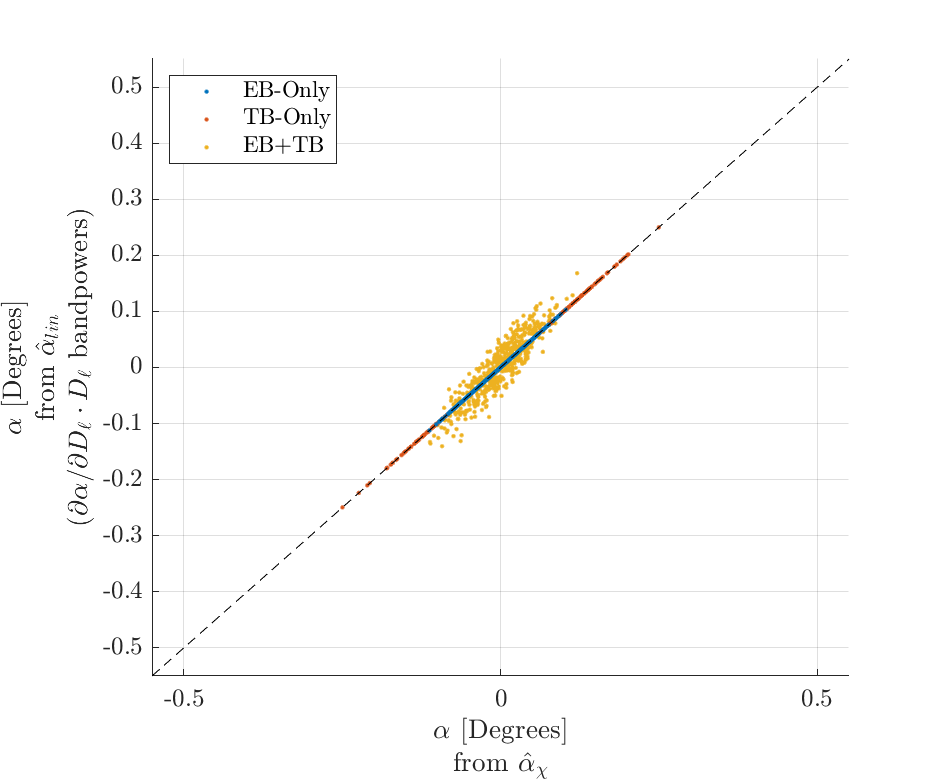 EB-Only
TB-Only
EB+TB
0.5
0.4
0.3
0.2
0.1
0
-0.1
-0.2
-0.3
-0.4
-0.5
α [Degrees]
from α̂_lin
(∂α/∂D_ℓ · D_ℓ bandpowers)
-0.5 0 0.5
α [Degrees]
from α̂_χ